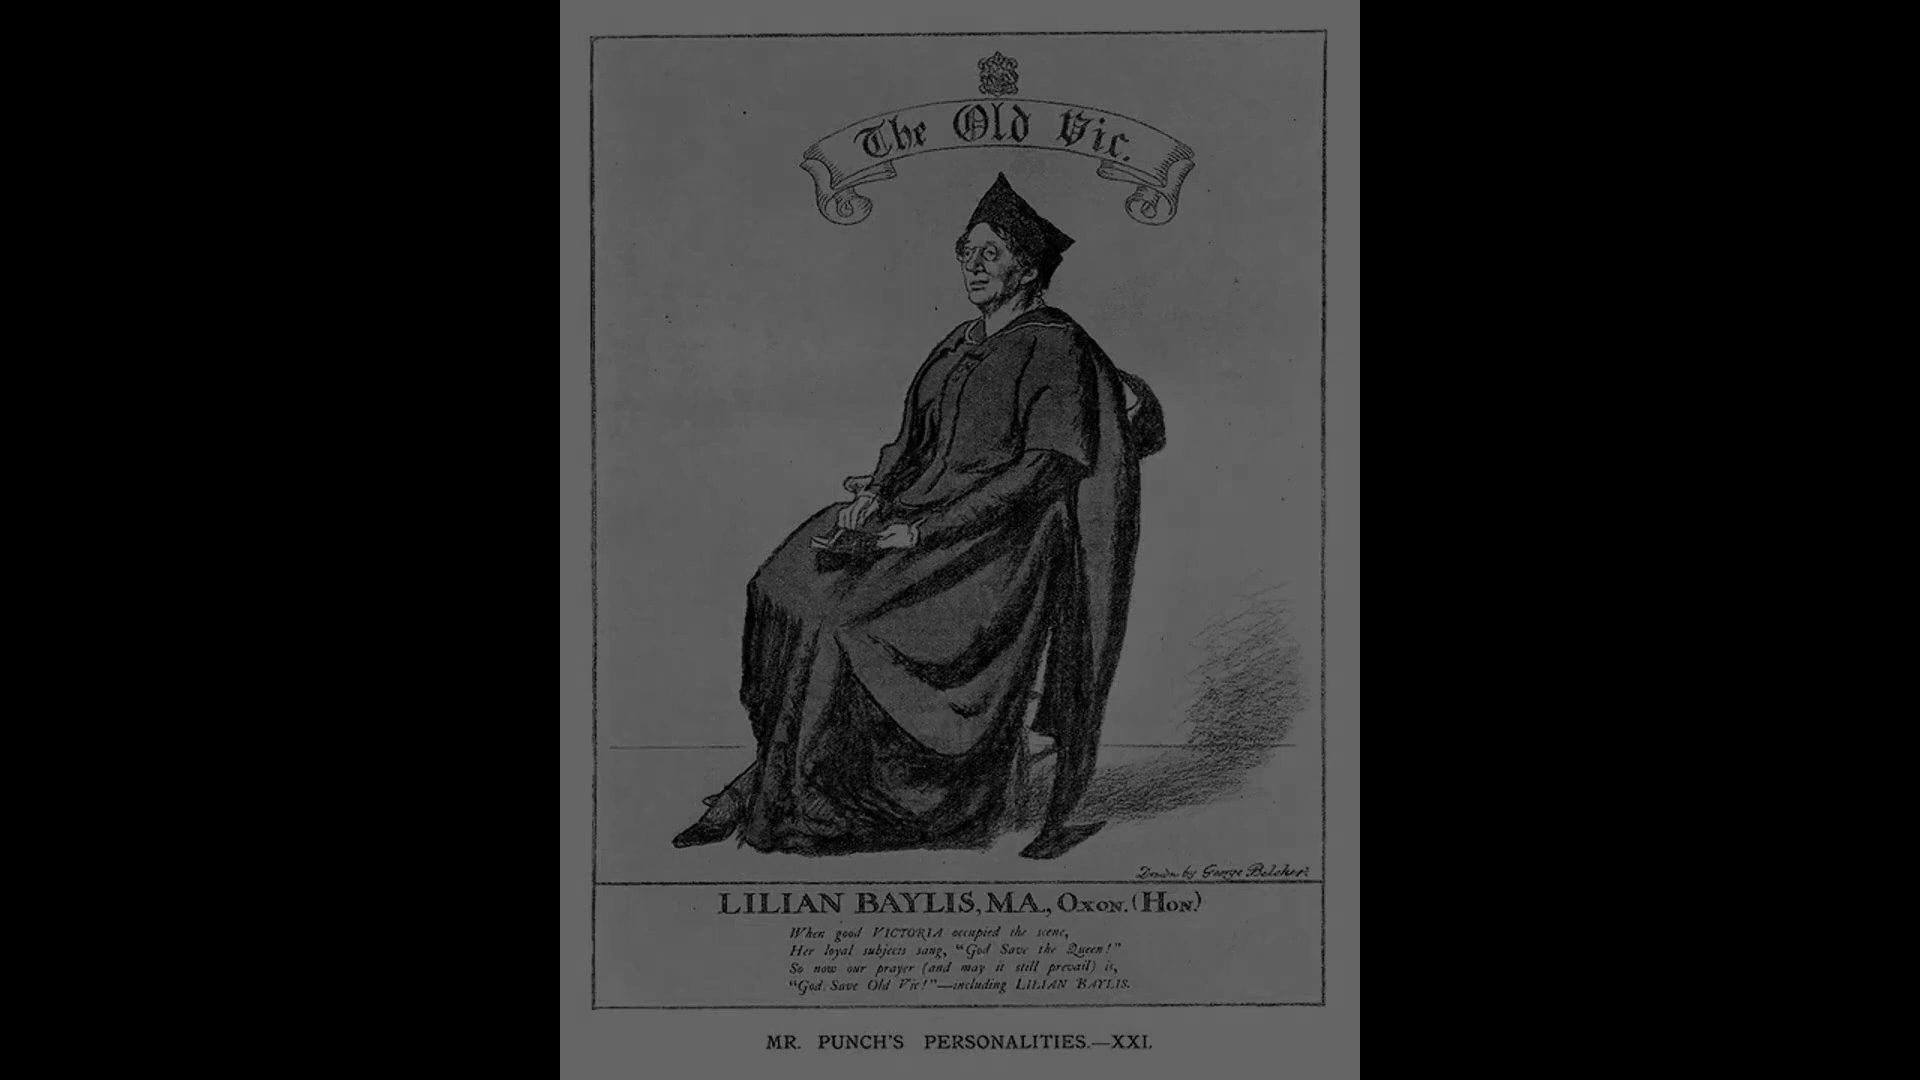 The Old Vic.
Drawn by George Belcher.
LILIAN BAYLIS, M.A., OXON. (HON.)
When good VICTORIA occupied the scene,
Her loyal subjects sang, "God Save the Queen!"
So now our prayer (and may it still prevail) is,
"God Save Old Vic!"—including LILIAN BAYLIS.
MR. PUNCH'S PERSONALITIES.—XXI.